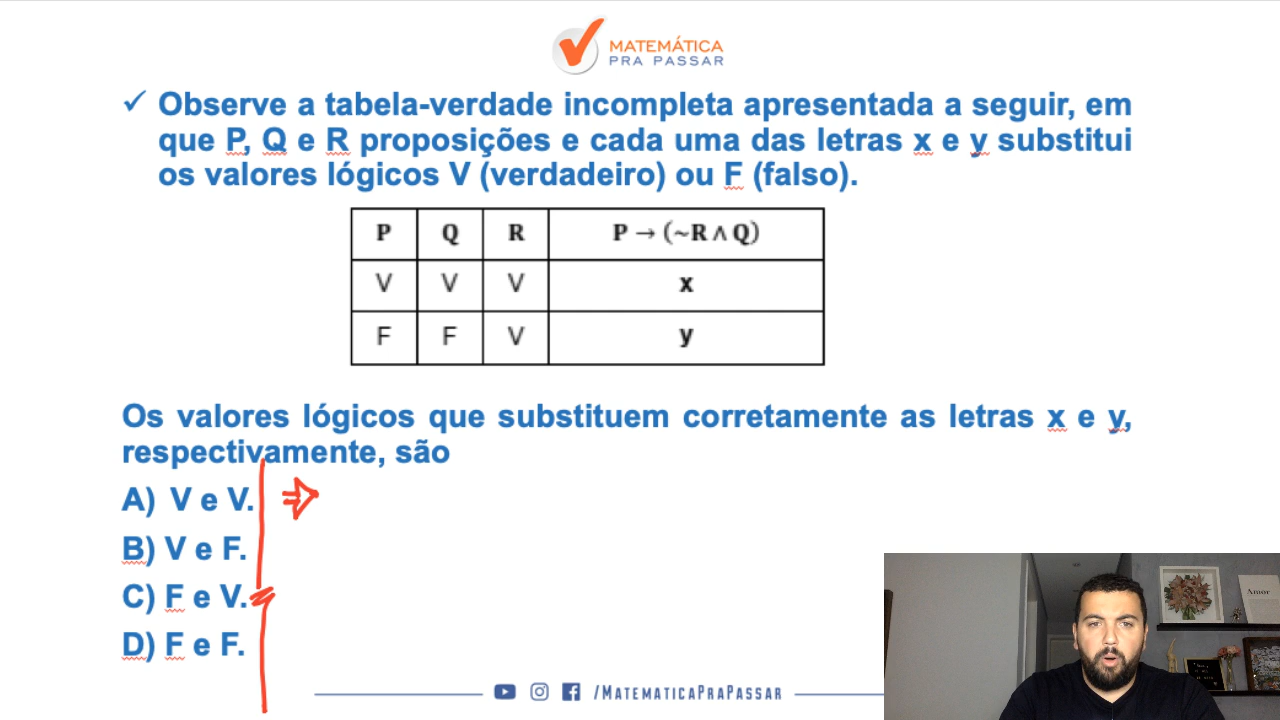 MATEMÁTICA
PRA PASSAR
✓ Observe a tabela-verdade incompleta apresentada a seguir, em
que P, Q e R proposições e cada uma das letras x e y substitui
os valores lógicos V (verdadeiro) ou F (falso).
P Q R P → (~R ∧ Q)
V V V x
F F V y
Os valores lógicos que substituem corretamente as letras x e y,
respectivamente, são
A) V e V.
B) V e F.
C) F e V.
D) F e F.
/MATEMATICAPRAPASSAR
Amor